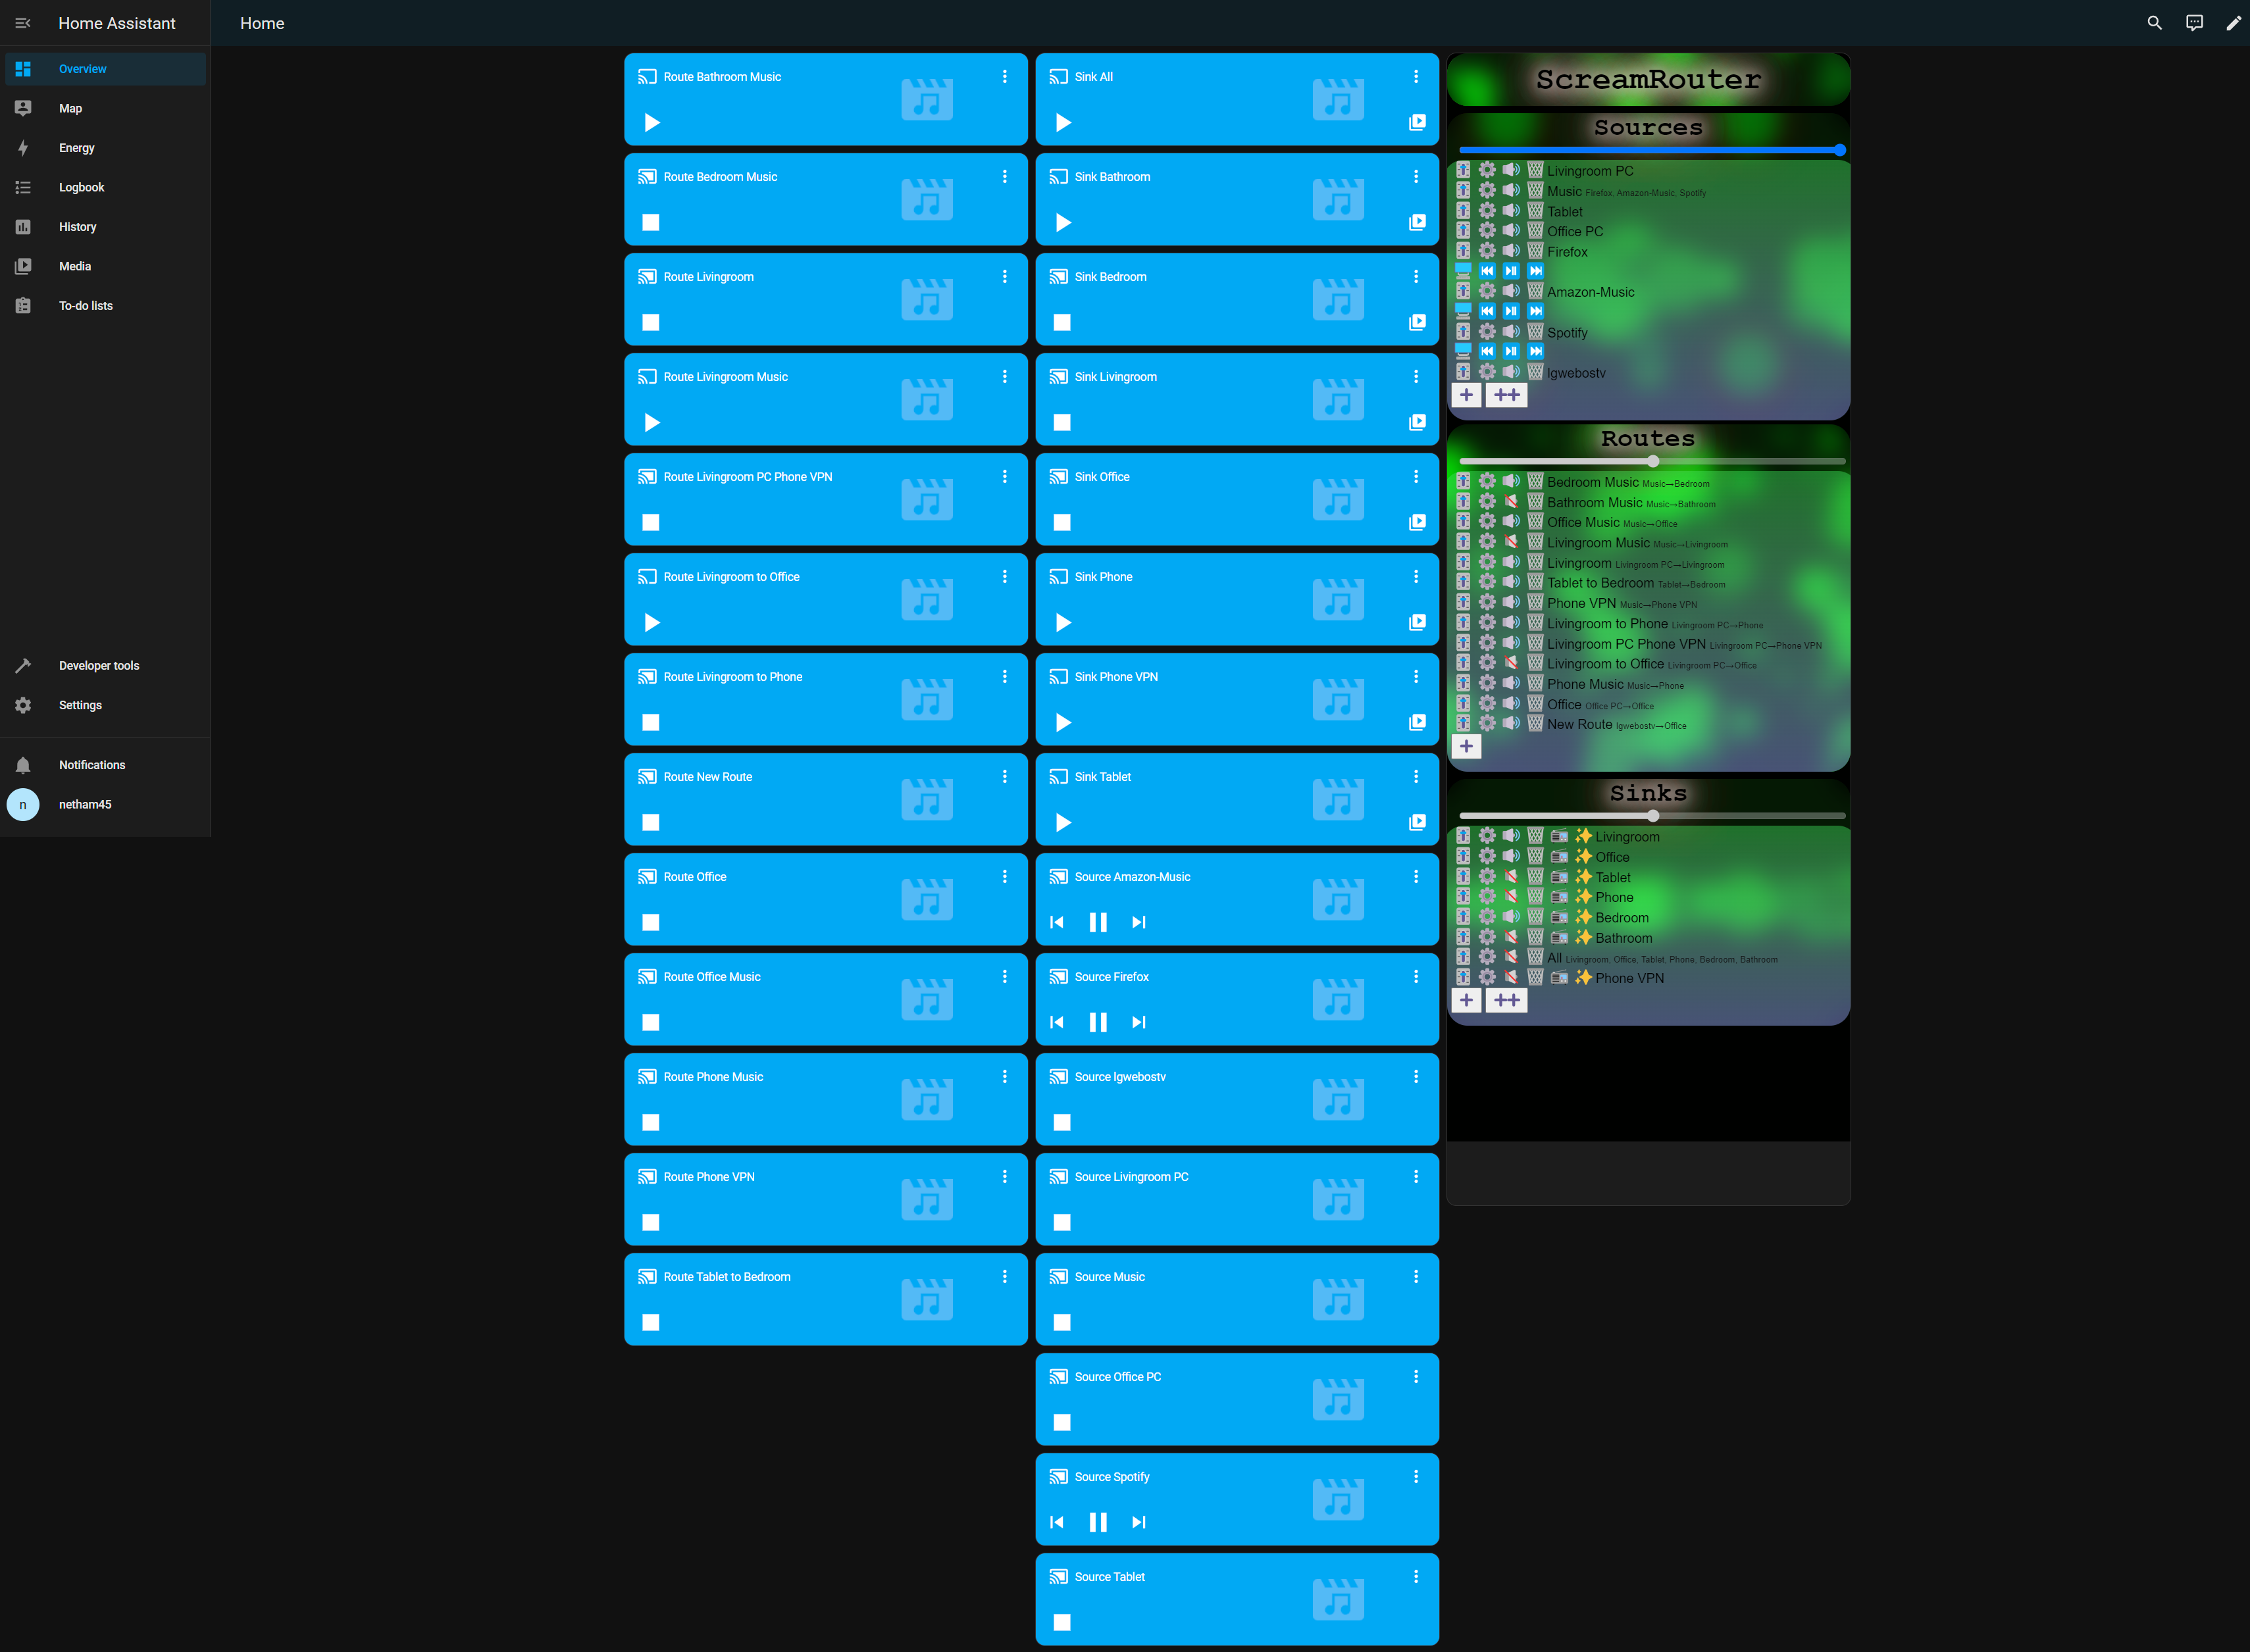 Home Assistant
Home
Overview
Map
Energy
Logbook
History
Media
To-do lists
Developer tools
Settings
Notifications
n
netham45
Route Bathroom Music
Route Bedroom Music
Route Livingroom
Route Livingroom Music
Route Livingroom PC Phone VPN
Route Livingroom to Office
Route Livingroom to Phone
Route New Route
Route Office
Route Office Music
Route Phone Music
Route Phone VPN
Route Tablet to Bedroom
Sink All
Sink Bathroom
Sink Bedroom
Sink Livingroom
Sink Office
Sink Phone
Sink Phone VPN
Sink Tablet
Source Amazon-Music
Source Firefox
Source lgwebostv
Source Livingroom PC
Source Music
Source Office PC
Source Spotify
Source Tablet
ScreamRouter
Sources
Livingroom PC
Music Firefox, Amazon-Music, Spotify
Tablet
Office PC
Firefox
Amazon-Music
Spotify
lgwebostv
+ ++
Routes
Bedroom Music Music→Bedroom
Bathroom Music Music→Bathroom
Office Music Music→Office
Livingroom Music Music→Livingroom
Livingroom Livingroom PC→Livingroom
Tablet to Bedroom Tablet→Bedroom
Phone VPN Music→Phone VPN
Livingroom to Phone Livingroom PC→Phone
Livingroom PC Phone VPN Livingroom PC→Phone VPN
Livingroom to Office Livingroom PC→Office
Phone Music Music→Phone
Office Office PC→Office
New Route lgwebostv→Office
+
Sinks
Livingroom
Office
Tablet
Phone
Bedroom
Bathroom
All Livingroom, Office, Tablet, Phone, Bedroom, Bathroom
Phone VPN
+ ++